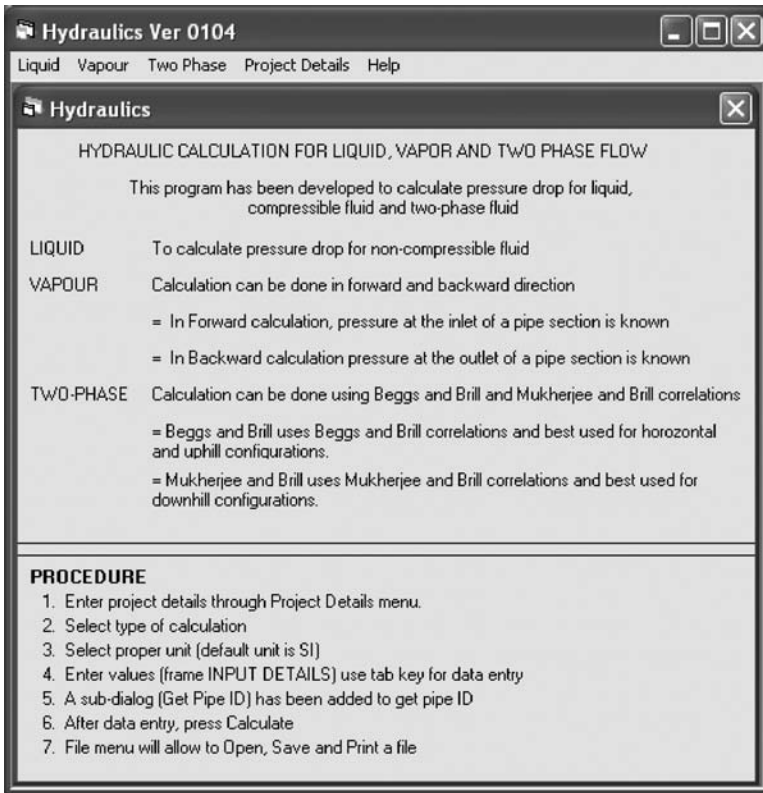 Hydraulics Ver 0104
Liquid Vapour Two Phase Project Details Help
Hydraulics
HYDRAULIC CALCULATION FOR LIQUID, VAPOR AND TWO PHASE FLOW
This program has been developed to calculate pressure drop for liquid,
compressible fluid and two-phase fluid
LIQUID To calculate pressure drop for non-compressible fluid
VAPOUR Calculation can be done in forward and backward direction
= In Forward calculation, pressure at the inlet of a pipe section is known
= In Backward calculation pressure at the outlet of a pipe section is known
TWO-PHASE Calculation can be done using Beggs and Brill and Mukherjee and Brill correlations
= Beggs and Brill uses Beggs and Brill correlations and best used for horozontal
and uphill configurations.
= Mukherjee and Brill uses Mukherjee and Brill correlations and best used for
downhill configurations.
PROCEDURE
1. Enter project details through Project Details menu.
2. Select type of calculation
3. Select proper unit (default unit is SI)
4. Enter values (frame INPUT DETAILS) use tab key for data entry
5. A sub-dialog (Get Pipe ID) has been added to get pipe ID
6. After data entry, press Calculate
7. File menu will allow to Open, Save and Print a file